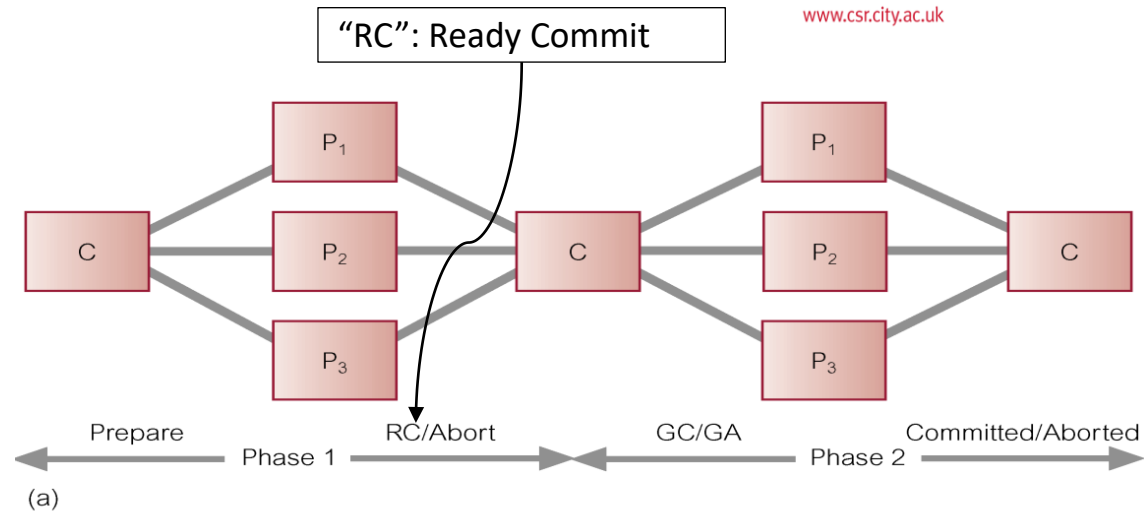 www.csr.city.ac.uk
“RC”: Ready Commit
P₁
P₁
C
P₂
C
P₂
C
P₃
P₃
Prepare
RC/Abort
GC/GA
Committed/Aborted
Phase 1
Phase 2
(a)